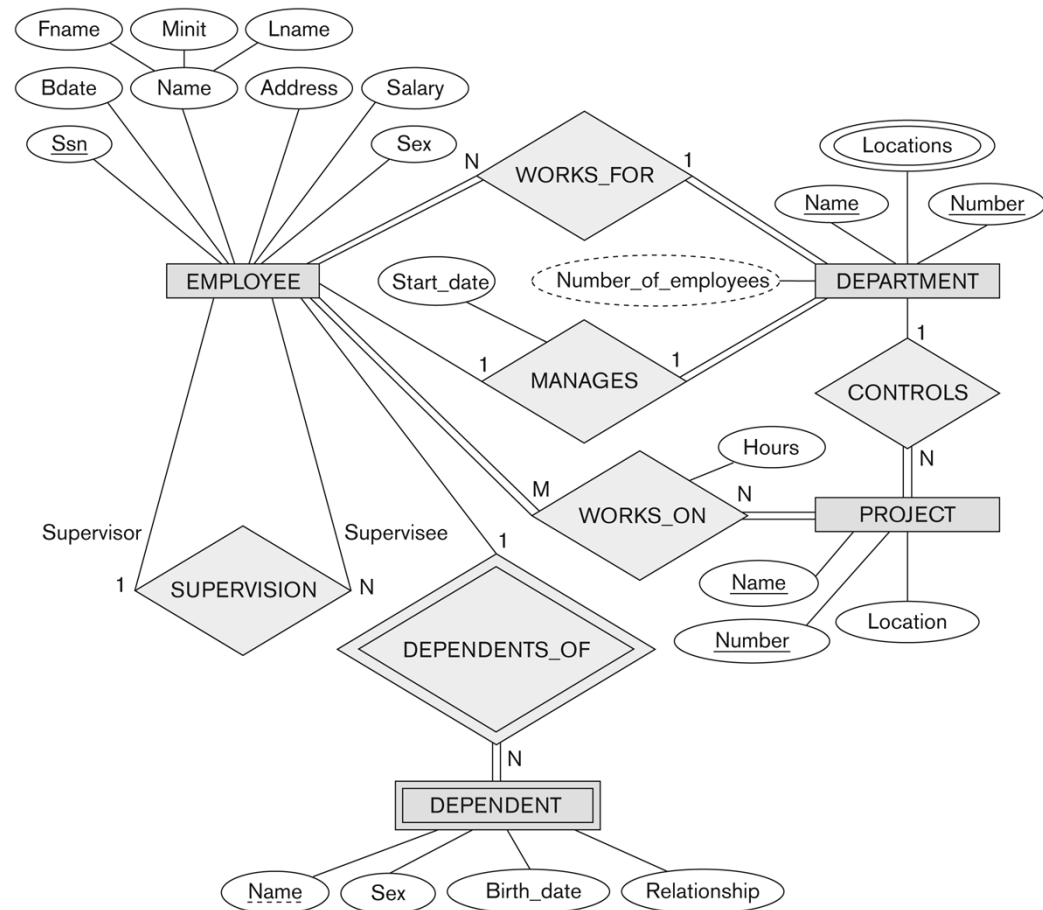 Fname
Minit
Lname
Bdate
Name
Address
Salary
Ssn
Sex
N
WORKS_FOR
1
Locations
Name
Number
EMPLOYEE
Start_date
Number_of_employees
DEPARTMENT
1
MANAGES
1
1
CONTROLS
Hours
N
M
WORKS_ON
N
PROJECT
Supervisor
Supervisee
1
1
SUPERVISION
N
Name
Location
Number
DEPENDENTS_OF
N
DEPENDENT
Name
Sex
Birth_date
Relationship